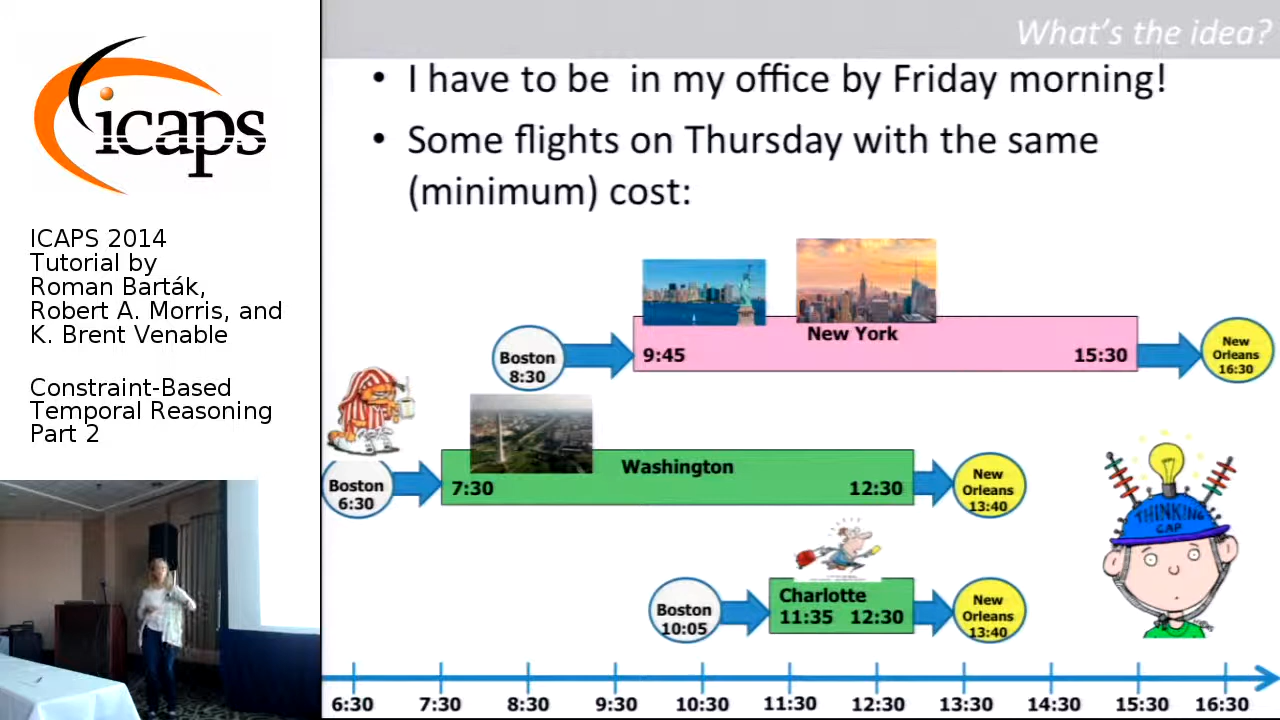 What's the idea?
icaps
• I have to be in my office by Friday morning!
• Some flights on Thursday with the same
(minimum) cost:
ICAPS 2014
Tutorial by
Roman Barták,
Robert A. Morris, and
K. Brent Venable
Constraint-Based
Temporal Reasoning
Part 2
Boston
8:30
New York
9:45
15:30
New
Orleans
16:30
Boston
6:30
Washington
7:30
12:30
New
Orleans
13:40
Boston
10:05
Charlotte
11:35 12:30
New
Orleans
13:40
THINKING
CAP
6:30 7:30 8:30 9:30 10:30 11:30 12:30 13:30 14:30 15:30 16:30